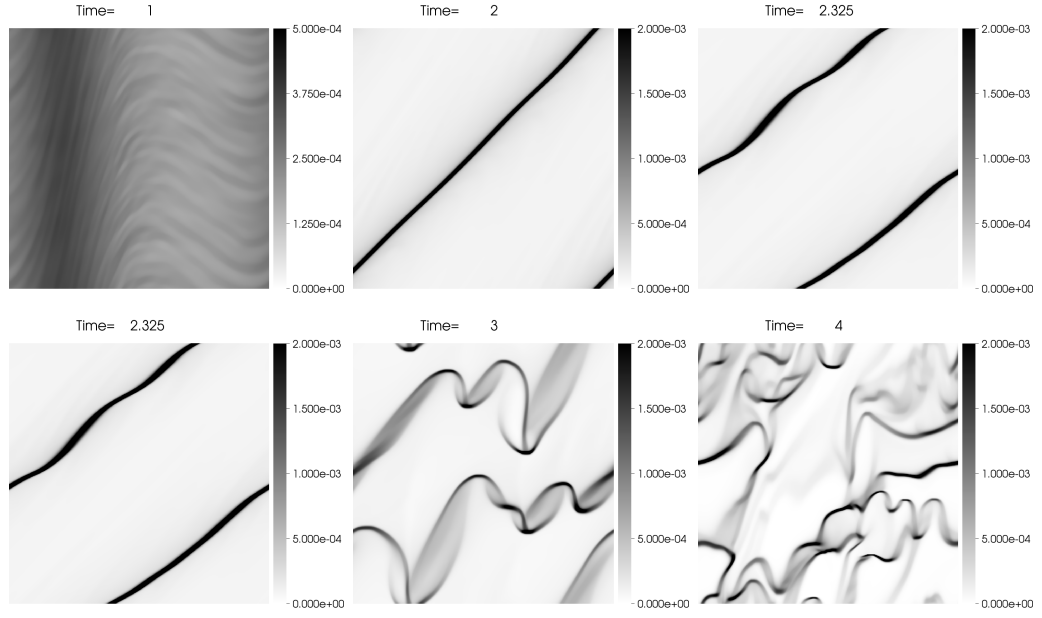 Time= 1
5.000e-04
3.750e-04
2.500e-04
1.250e-04
0.000e+00
Time= 2
2.000e-03
1.500e-03
1.000e-03
5.000e-04
0.000e+00
Time= 2.325
2.000e-03
1.500e-03
1.000e-03
5.000e-04
0.000e+00
Time= 2.325
2.000e-03
1.500e-03
1.000e-03
5.000e-04
0.000e+00
Time= 3
2.000e-03
1.500e-03
1.000e-03
5.000e-04
0.000e+00
Time= 4
2.000e-03
1.500e-03
1.000e-03
5.000e-04
0.000e+00